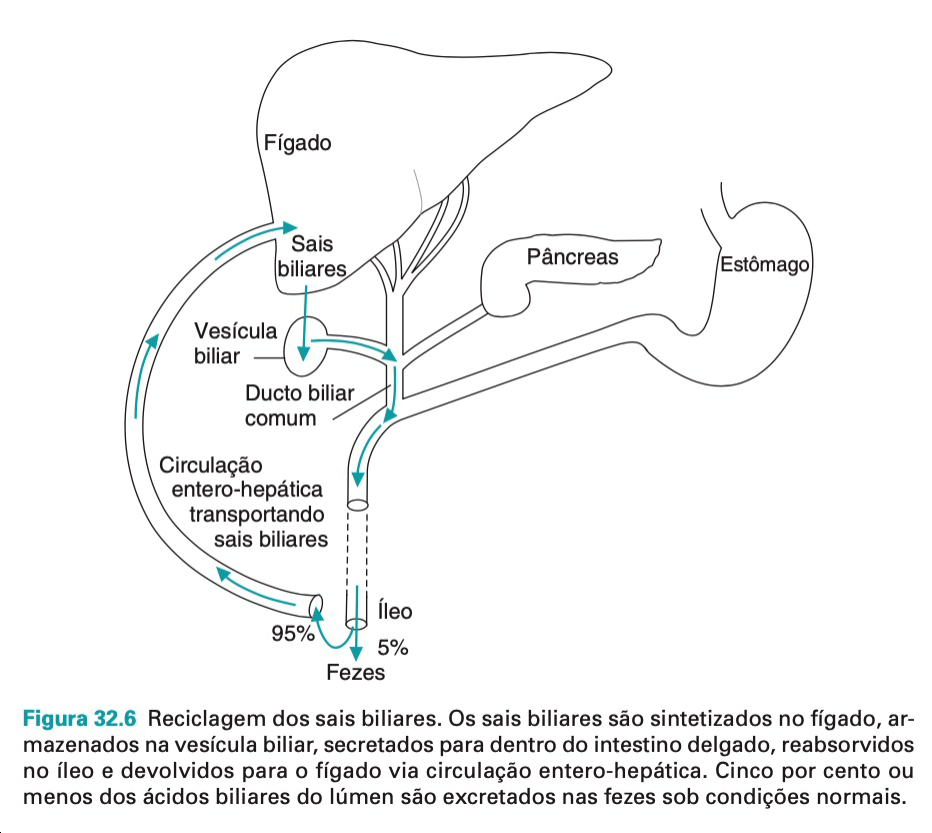 Fígado
Sais
biliares
Pâncreas
Estômago
Vesícula
biliar
Ducto biliar
comum
Circulação
entero-hepática
transportando
sais biliares
Íleo
95%
5%
Fezes
Figura 32.6 Reciclagem dos sais biliares. Os sais biliares são sintetizados no fígado, ar-
mazenados na vesícula biliar, secretados para dentro do intestino delgado, reabsorvidos
no íleo e devolvidos para o fígado via circulação entero-hepática. Cinco por cento ou
menos dos ácidos biliares do lúmen são excretados nas fezes sob condições normais.